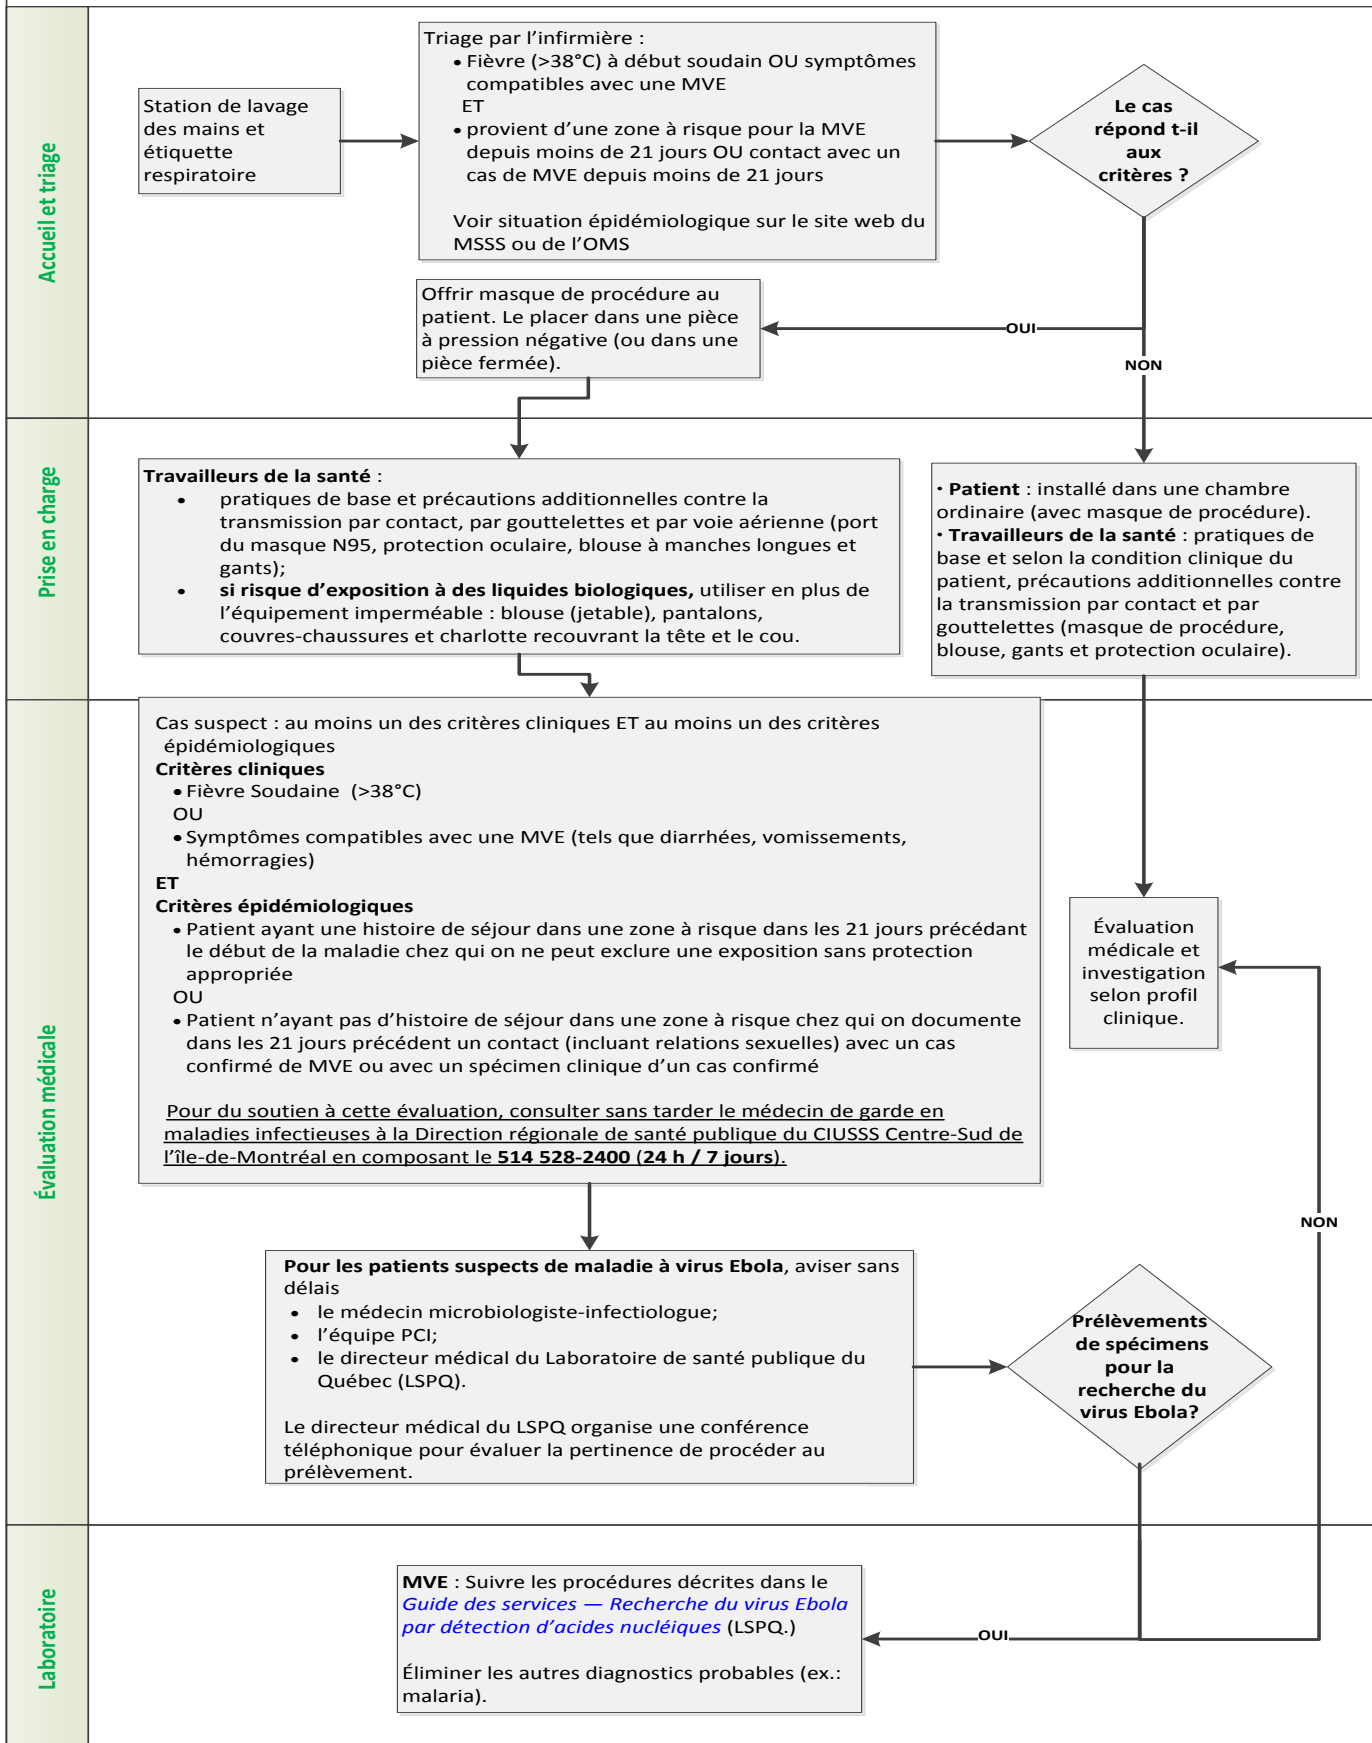 Accueil et triage
Station de lavage
des mains et
étiquette
respiratoire
Triage par l’infirmière :
• Fièvre (>38°C) à début soudain OU symptômes
compatibles avec une MVE
ET
• provient d’une zone à risque pour la MVE
depuis moins de 21 jours OU contact avec un
cas de MVE depuis moins de 21 jours
Voir situation épidémiologique sur le site web du
MSSS ou de l’OMS
Le cas
répond t-il
aux
critères ?
Offrir masque de procédure au
patient. Le placer dans une pièce
à pression négative (ou dans une
pièce fermée).
OUI
NON
Prise en charge
Travailleurs de la santé :
• pratiques de base et précautions additionnelles contre la
transmission par contact, par gouttelettes et par voie aérienne (port
du masque N95, protection oculaire, blouse à manches longues et
gants);
• si risque d’exposition à des liquides biologiques, utiliser en plus de
l’équipement imperméable : blouse (jetable), pantalons,
couvres-chaussures et charlotte recouvrant la tête et le cou.
• Patient : installé dans une chambre
ordinaire (avec masque de procédure).
• Travailleurs de la santé : pratiques de
base et selon la condition clinique du
patient, précautions additionnelles contre
la transmission par contact et par
gouttelettes (masque de procédure,
blouse, gants et protection oculaire).
Évaluation médicale
Cas suspect : au moins un des critères cliniques ET au moins un des critères
épidémiologiques
Critères cliniques
• Fièvre Soudaine (>38°C)
OU
• Symptômes compatibles avec une MVE (tels que diarrhées, vomissements,
hémorragies)
ET
Critères épidémiologiques
• Patient ayant une histoire de séjour dans une zone à risque dans les 21 jours précédant
le début de la maladie chez qui on ne peut exclure une exposition sans protection
appropriée
OU
• Patient n’ayant pas d’histoire de séjour dans une zone à risque chez qui on documente
dans les 21 jours précédent un contact (incluant relations sexuelles) avec un cas
confirmé de MVE ou avec un spécimen clinique d’un cas confirmé
Pour du soutien à cette évaluation, consulter sans tarder le médecin de garde en
maladies infectieuses à la Direction régionale de santé publique du CIUSSS Centre-Sud de
l’île-de-Montréal en composant le 514 528-2400 (24 h / 7 jours).
Évaluation
médicale et
investigation
selon profil
clinique.
NON
Pour les patients suspects de maladie à virus Ebola, aviser sans
délais
• le médecin microbiologiste-infectiologue;
• l’équipe PCI;
• le directeur médical du Laboratoire de santé publique du
Québec (LSPQ).
Le directeur médical du LSPQ organise une conférence
téléphonique pour évaluer la pertinence de procéder au
prélèvement.
Prélèvements
de spécimens
pour la
recherche du
virus Ebola?
Laboratoire
MVE : Suivre les procédures décrites dans le
Guide des services — Recherche du virus Ebola
par détection d’acides nucléiques (LSPQ.)
Éliminer les autres diagnostics probables (ex.:
malaria).
OUI